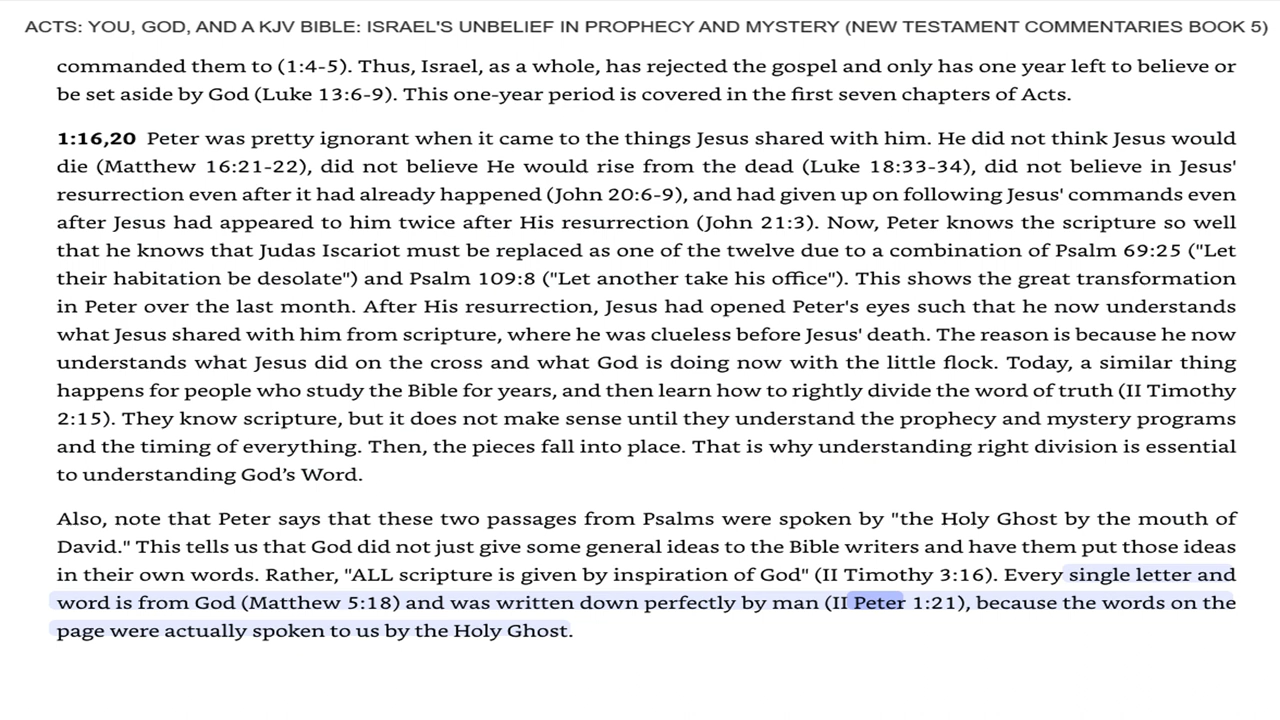 ACTS: YOU, GOD, AND A KJV BIBLE: ISRAEL'S UNBELIEF IN PROPHECY AND MYSTERY (NEW TESTAMENT COMMENTARIES BOOK 5)
commanded them to (1:4-5). Thus, Israel, as a whole, has rejected the gospel and only has one year left to believe or
be set aside by God (Luke 13:6-9). This one-year period is covered in the first seven chapters of Acts.
1:16,20 Peter was pretty ignorant when it came to the things Jesus shared with him. He did not think Jesus would
die (Matthew 16:21-22), did not believe He would rise from the dead (Luke 18:33-34), did not believe in Jesus'
resurrection even after it had already happened (John 20:6-9), and had given up on following Jesus' commands even
after Jesus had appeared to him twice after His resurrection (John 21:3). Now, Peter knows the scripture so well
that he knows that Judas Iscariot must be replaced as one of the twelve due to a combination of Psalm 69:25 ("Let
their habitation be desolate") and Psalm 109:8 ("Let another take his office"). This shows the great transformation
in Peter over the last month. After His resurrection, Jesus had opened Peter's eyes such that he now understands
what Jesus shared with him from scripture, where he was clueless before Jesus' death. The reason is because he now
understands what Jesus did on the cross and what God is doing now with the little flock. Today, a similar thing
happens for people who study the Bible for years, and then learn how to rightly divide the word of truth (II Timothy
2:15). They know scripture, but it does not make sense until they understand the prophecy and mystery programs
and the timing of everything. Then, the pieces fall into place. That is why understanding right division is essential
to understanding God’s Word.
Also, note that Peter says that these two passages from Psalms were spoken by "the Holy Ghost by the mouth of
David." This tells us that God did not just give some general ideas to the Bible writers and have them put those ideas
in their own words. Rather, "ALL scripture is given by inspiration of God" (II Timothy 3:16). Every single letter and
word is from God (Matthew 5:18) and was written down perfectly by man (II Peter 1:21), because the words on the
page were actually spoken to us by the Holy Ghost.